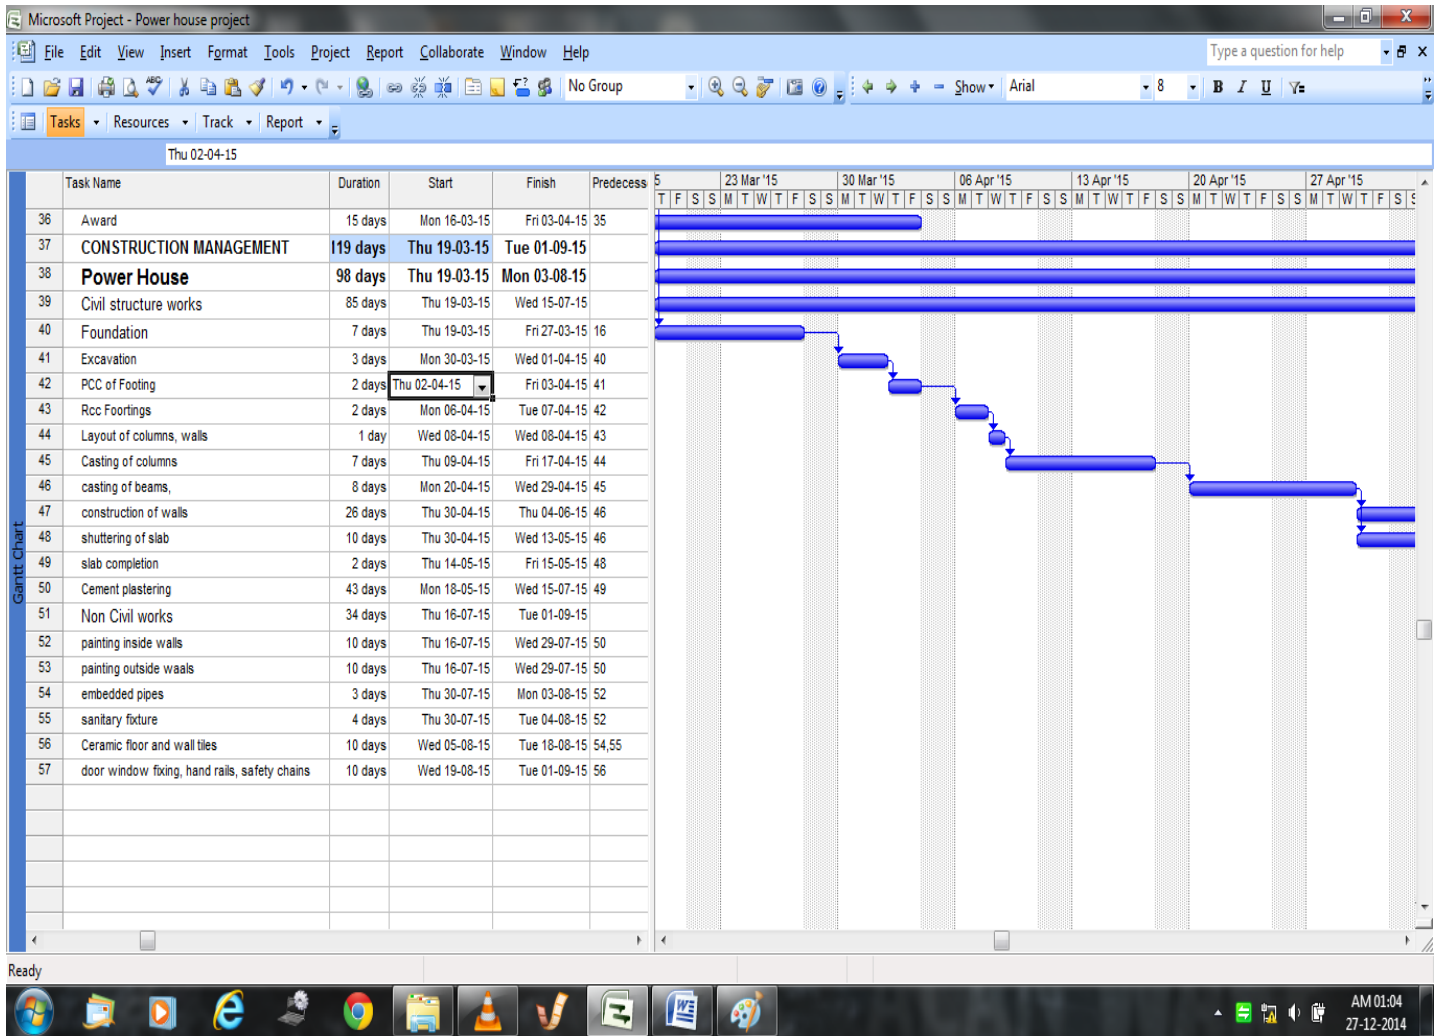 Microsoft Project - Power house project
File Edit View Insert Format Tools Project Report Collaborate Window Help Type a question for help
No Group Show Arial 8 B I U
Tasks Resources Track Report
Thu 02-04-15
Task Name Duration Start Finish Predecess 5 23 Mar '15 30 Mar '15 06 Apr '15 13 Apr '15 20 Apr '15 27 Apr '15
T F S S M T W T F S S M T W T F S S M T W T F S S M T W T F S S M T W T F S S M T W T F S S
36 Award 15 days Mon 16-03-15 Fri 03-04-15 35
37 CONSTRUCTION MANAGEMENT 119 days Thu 19-03-15 Tue 01-09-15
38 Power House 98 days Thu 19-03-15 Mon 03-08-15
39 Civil structure works 85 days Thu 19-03-15 Wed 15-07-15
40 Foundation 7 days Thu 19-03-15 Fri 27-03-15 16
41 Excavation 3 days Mon 30-03-15 Wed 01-04-15 40
42 PCC of Footing 2 days Thu 02-04-15 Fri 03-04-15 41
43 Rcc Foortings 2 days Mon 06-04-15 Tue 07-04-15 42
44 Layout of columns, walls 1 day Wed 08-04-15 Wed 08-04-15 43
45 Casting of columns 7 days Thu 09-04-15 Fri 17-04-15 44
46 casting of beams, 8 days Mon 20-04-15 Wed 29-04-15 45
47 construction of walls 26 days Thu 30-04-15 Thu 04-06-15 46
48 shuttering of slab 10 days Thu 30-04-15 Wed 13-05-15 46
49 slab completion 2 days Thu 14-05-15 Fri 15-05-15 48
50 Cement plastering 43 days Mon 18-05-15 Wed 15-07-15 49
51 Non Civil works 34 days Thu 16-07-15 Tue 01-09-15
52 painting inside walls 10 days Thu 16-07-15 Wed 29-07-15 50
53 painting outside waals 10 days Thu 16-07-15 Wed 29-07-15 50
54 embedded pipes 3 days Thu 30-07-15 Mon 03-08-15 52
55 sanitary fixture 4 days Thu 30-07-15 Tue 04-08-15 52
56 Ceramic floor and wall tiles 10 days Wed 05-08-15 Tue 18-08-15 54,55
57 door window fixing, hand rails, safety chains 10 days Wed 19-08-15 Tue 01-09-15 56
Gantt Chart
Ready
AM 01:04
27-12-2014